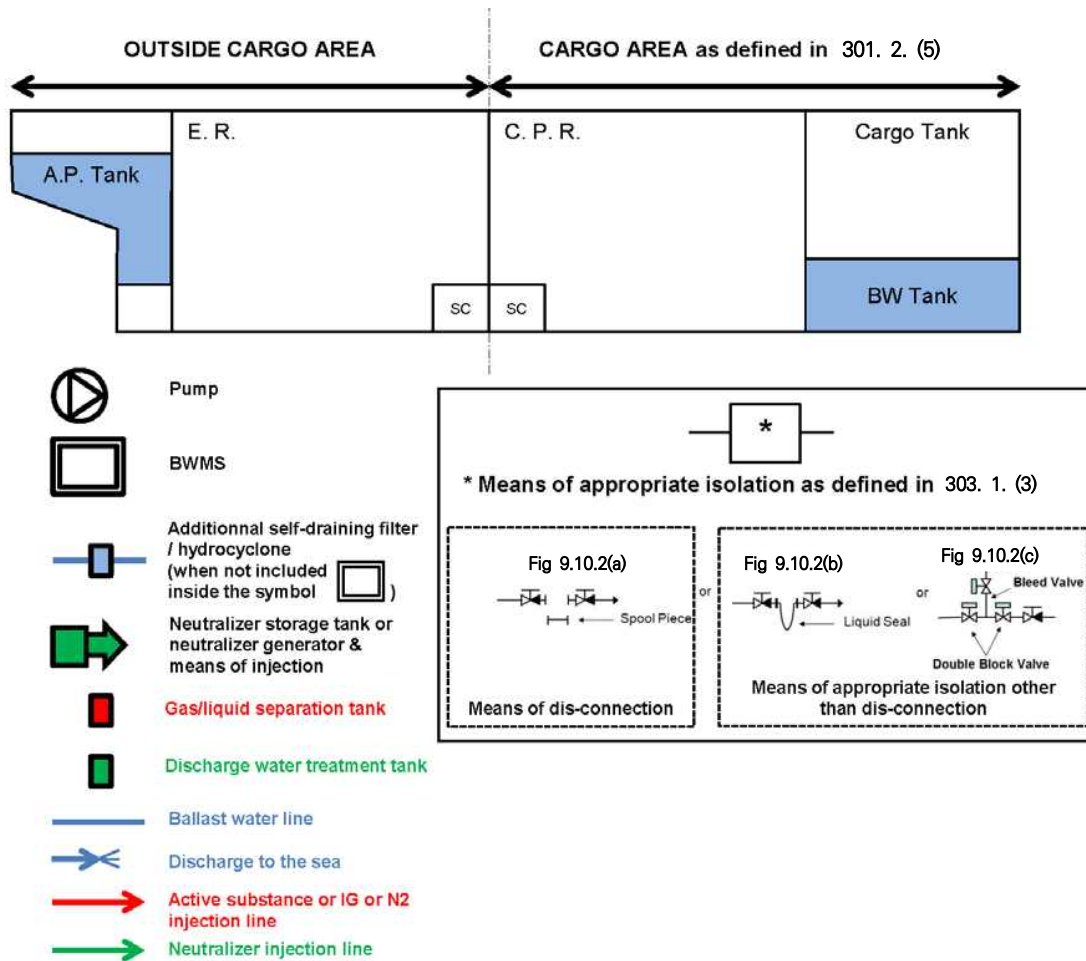 OUTSIDE CARGO AREA
CARGO AREA as defined in 301. 2. (5)
E. R.
C. P. R.
Cargo Tank
A.P. Tank
BW Tank
SC
SC
Pump
BWMS
Additionnal self-draining filter
/ hydrocyclone
(when not included
inside the symbol )
Neutralizer storage tank or
neutralizer generator &
means of injection
Gas/liquid separation tank
Discharge water treatment tank
Ballast water line
Discharge to the sea
Active substance or IG or N2
injection line
Neutralizer injection line
*
* Means of appropriate isolation as defined in 303. 1. (3)
Fig 9.10.2(a)
Spool Piece
Means of dis-connection
or
Fig 9.10.2(b)
Liquid Seal
or
Fig 9.10.2(c)
Bleed Valve
Double Block Valve
Means of appropriate isolation other
than dis-connection